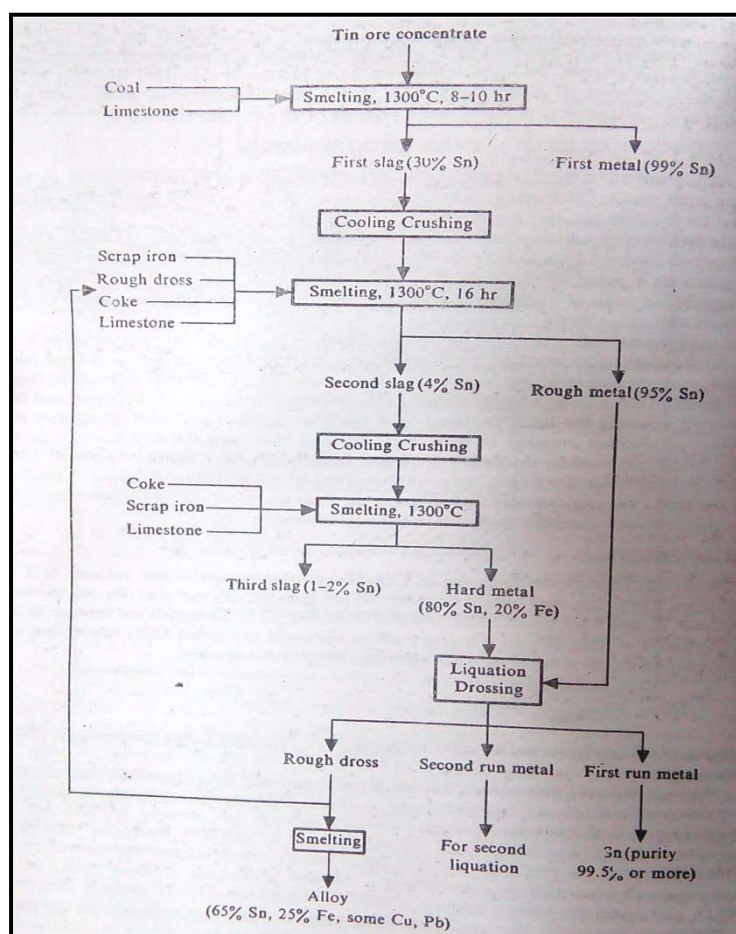 Tin ore concentrate
Coal
Limestone
Smelting, 1300°C, 8–10 hr
First slag (30% Sn)
First metal (99% Sn)
Cooling Crushing
Scrap iron
Rough dross
Coke
Limestone
Smelting, 1300°C, 16 hr
Second slag (4% Sn)
Rough metal (95% Sn)
Cooling Crushing
Coke
Scrap iron
Limestone
Smelting, 1300°C
Third slag (1–2% Sn)
Hard metal
(80% Sn, 20% Fe)
Liquation
Drossing
Rough dross
Second run metal
First run metal
Smelting
For second
liquation
Sn (purity
99.5% or more)
Alloy
(65% Sn, 25% Fe, some Cu, Pb)